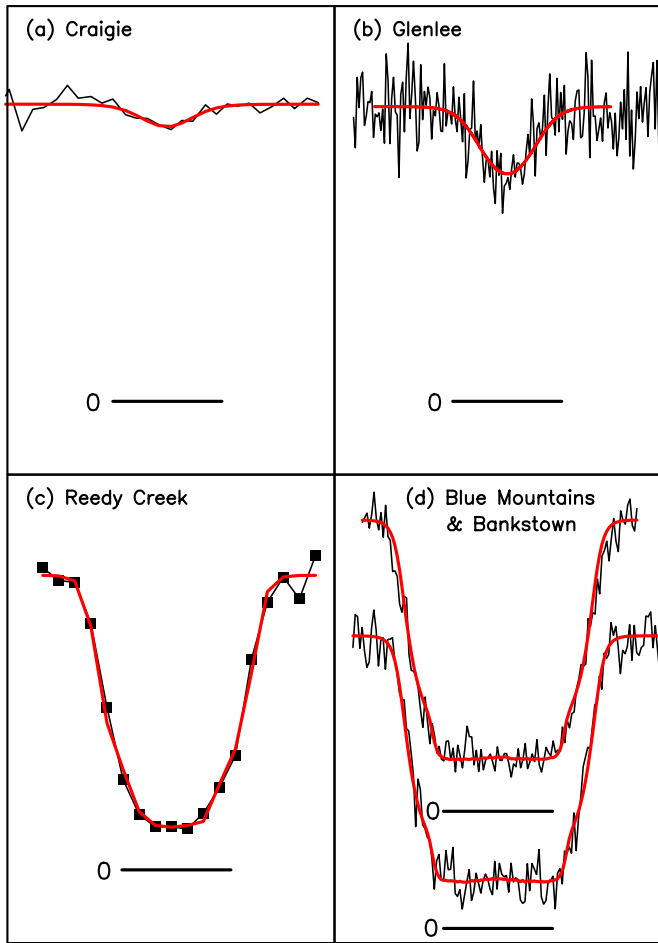 (a) Craigie
0
(b) Glenlee
0
(c) Reedy Creek
0
(d) Blue Mountains
& Bankstown
0
0